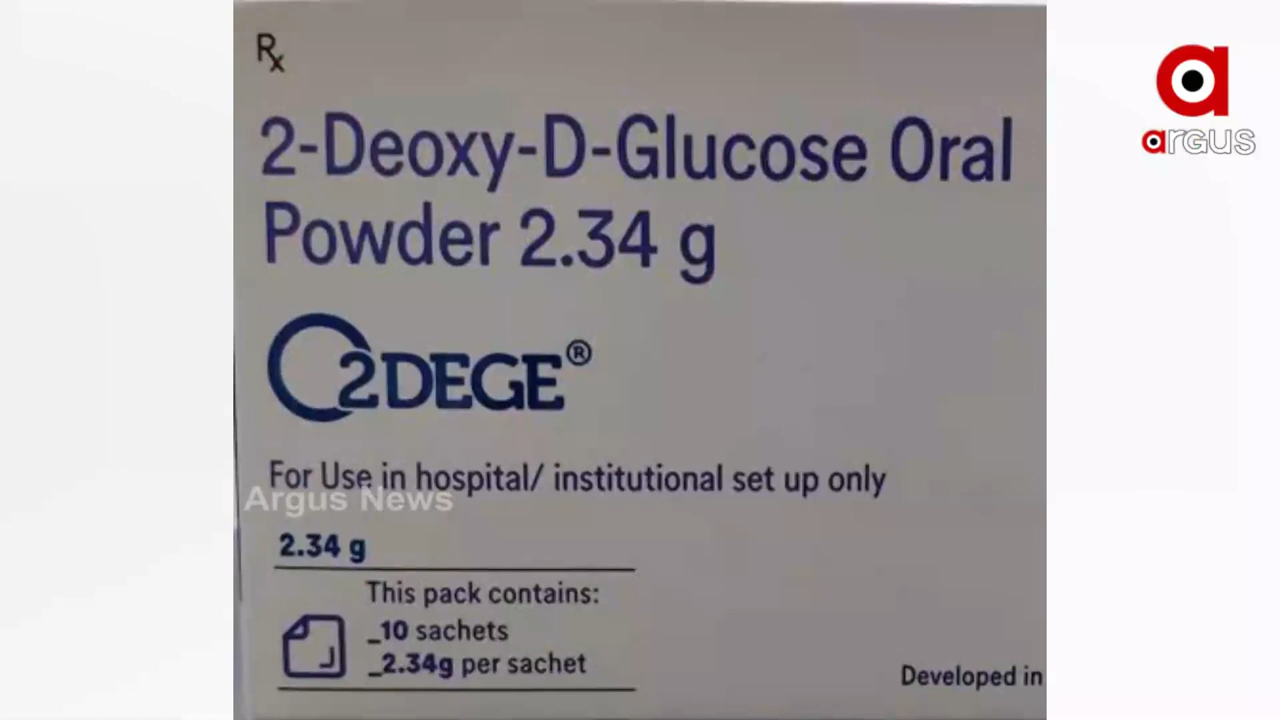 Rx
2-Deoxy-D-Glucose Oral
Powder 2.34 g
2DEGE®
For Use in hospital/ institutional set up only
Argus News
2.34 g
This pack contains:
_10 sachets
_2.34g per sachet
Developed in
argus